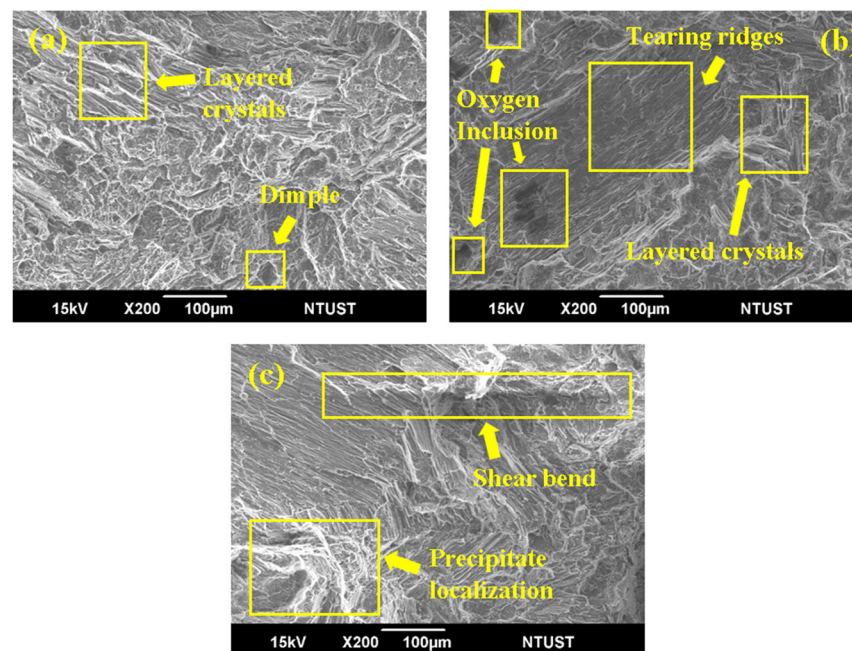 (a)
Layered
crystals
Dimple
15kV X200 100μm NTUST
Tearing ridges
(b)
Oxygen
Inclusion
Layered crystals
15kV X200 100μm NTUST
(c)
Shear bend
Precipitate
localization
15kV X200 100μm NTUST